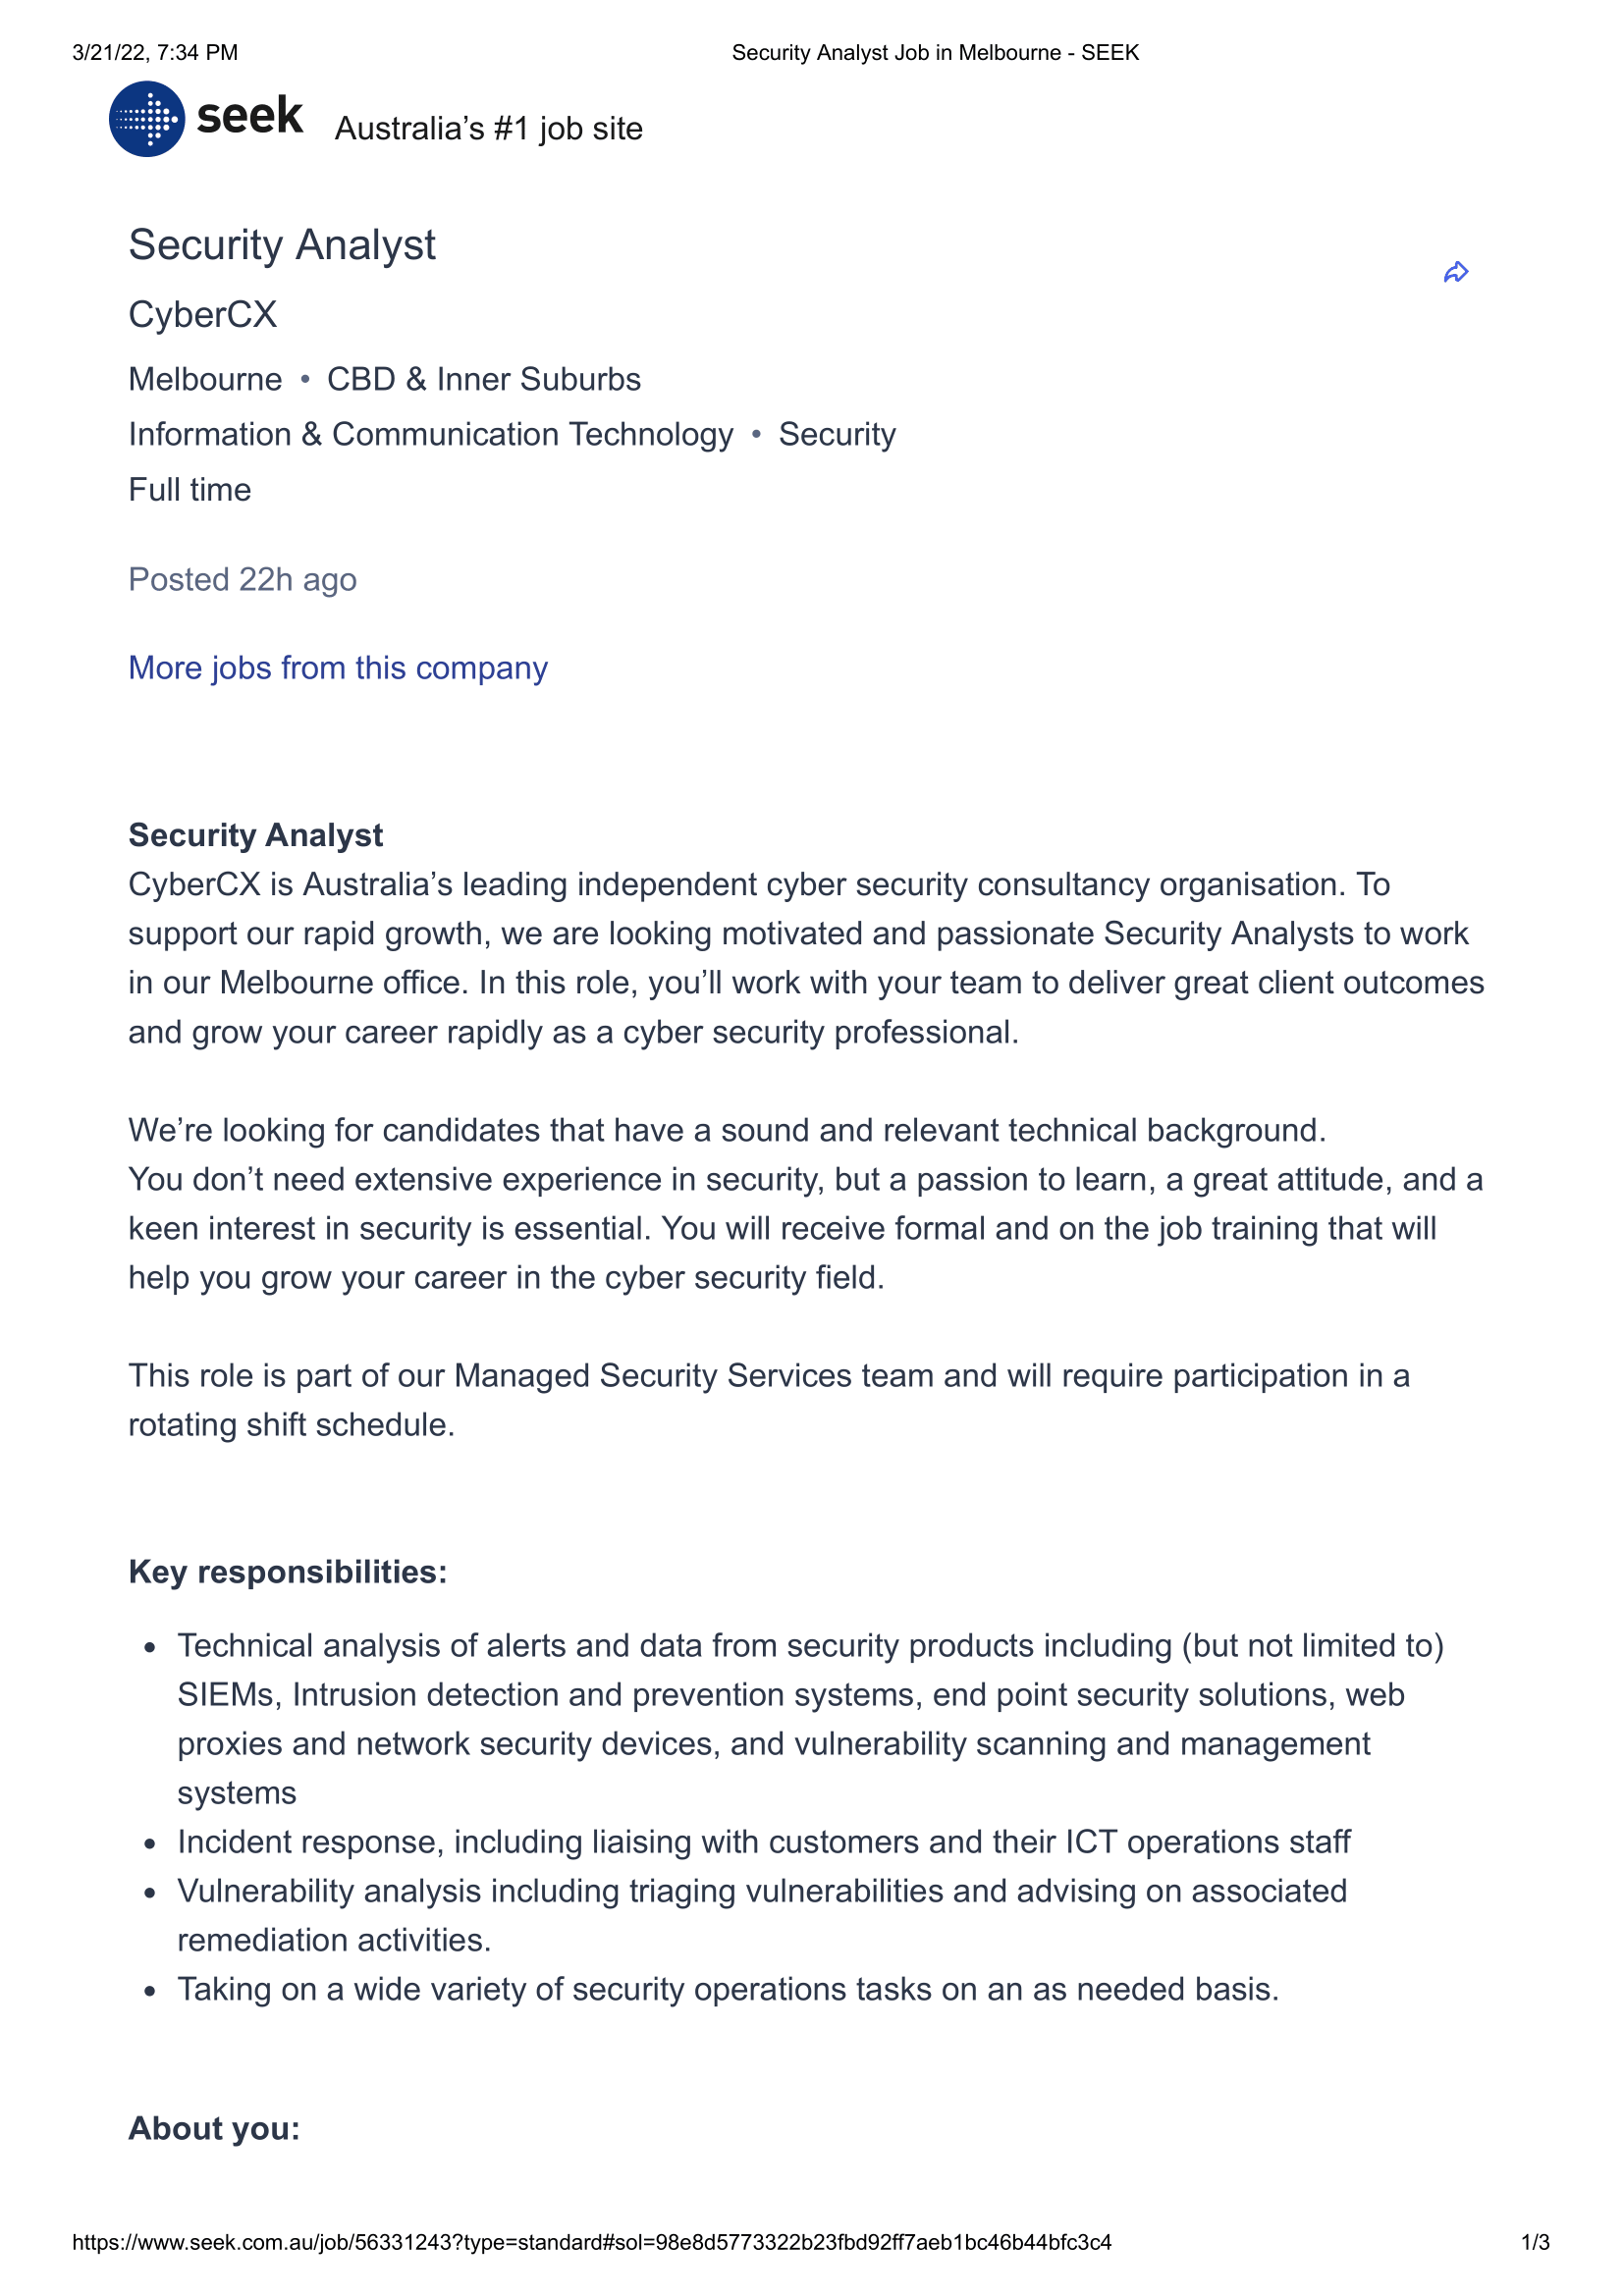 3/21/22, 7:34 PM Security Analyst Job in Melbourne - SEEK
seek Australia’s #1 job site
Security Analyst
CyberCX
Melbourne • CBD & Inner Suburbs
Information & Communication Technology • Security
Full time
Posted 22h ago
More jobs from this company
Security Analyst
CyberCX is Australia’s leading independent cyber security consultancy organisation. To
support our rapid growth, we are looking motivated and passionate Security Analysts to work
in our Melbourne office. In this role, you’ll work with your team to deliver great client outcomes
and grow your career rapidly as a cyber security professional.
We’re looking for candidates that have a sound and relevant technical background.
You don’t need extensive experience in security, but a passion to learn, a great attitude, and a
keen interest in security is essential. You will receive formal and on the job training that will
help you grow your career in the cyber security field.
This role is part of our Managed Security Services team and will require participation in a
rotating shift schedule.
Key responsibilities:
• Technical analysis of alerts and data from security products including (but not limited to)
SIEMs, Intrusion detection and prevention systems, end point security solutions, web
proxies and network security devices, and vulnerability scanning and management
systems
• Incident response, including liaising with customers and their ICT operations staff
• Vulnerability analysis including triaging vulnerabilities and advising on associated
remediation activities.
• Taking on a wide variety of security operations tasks on an as needed basis.
About you:
https://www.seek.com.au/job/56331243?type=standard#sol=98e8d5773322b23fbd92ff7aeb1bc46b44bfc3c4 1/3